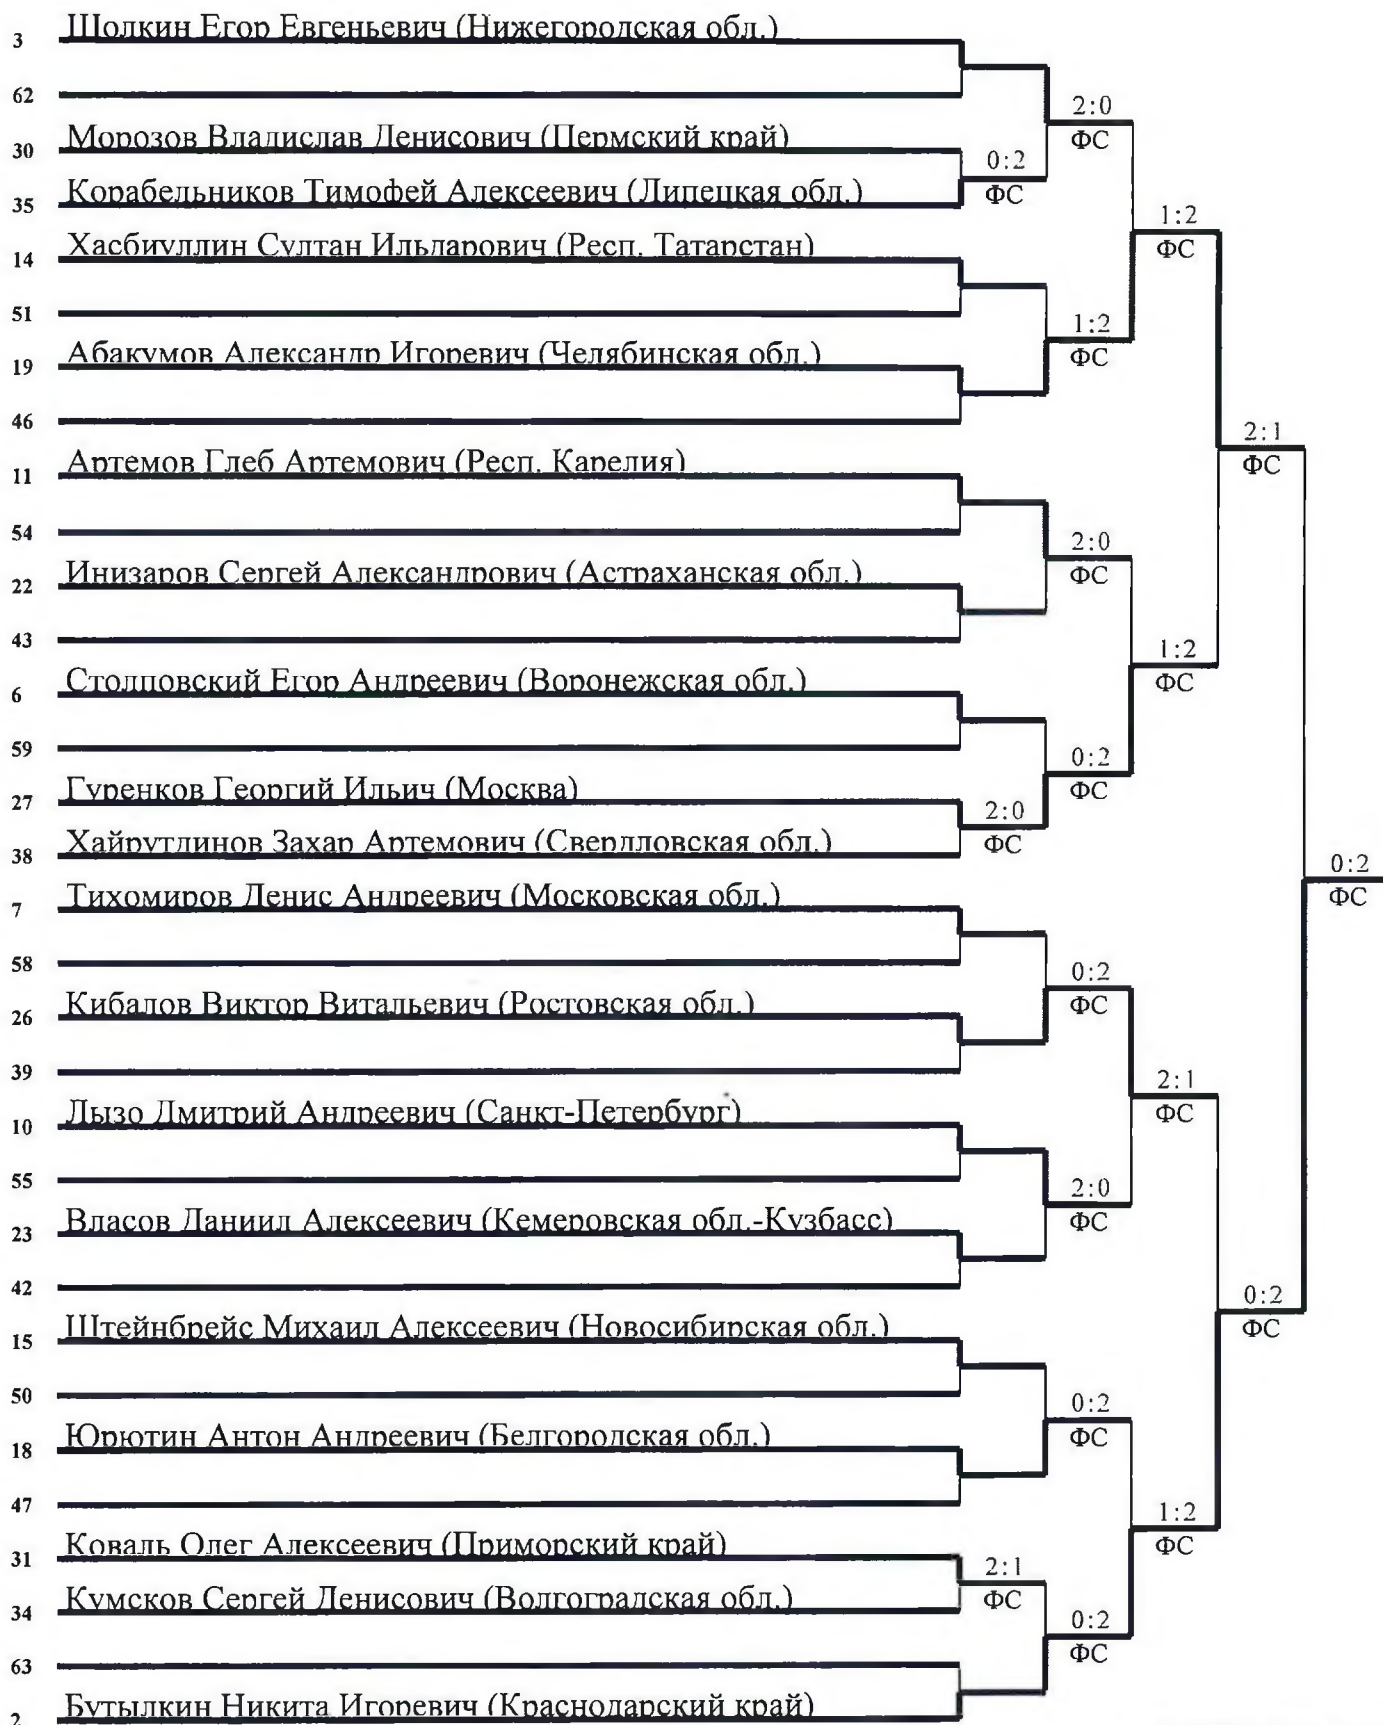 3 Шолкин Егор Евгеньевич (Нижегородская обл.)
62
2:0
30 Морозов Владислав Денисович (Пермский край)
ФС
0:2
35 Корабельников Тимофей Алексеевич (Липецкая обл.)
ФС
1:2
14 Хасбиуллин Султан Ильдарович (Респ. Татарстан)
ФС
51
1:2
19 Абакумов Александр Игоревич (Челябинская обл.)
ФС
46
2:1
11 Артемов Глеб Артемович (Респ. Карелия)
ФС
54
2:0
22 Инизаров Сергей Александрович (Астраханская обл.)
ФС
43
1:2
6 Столповский Егор Андреевич (Воронежская обл.)
ФС
59
0:2
27 Гуренков Георгий Ильич (Москва)
ФС
2:0
38 Хайрутдинов Захар Артемович (Свердловская обл.)
ФС
0:2
7 Тихомиров Денис Андреевич (Московская обл.)
ФС
58
0:2
26 Кибалов Виктор Витальевич (Ростовская обл.)
ФС
39
2:1
10 Лызо Дмитрий Андреевич (Санкт-Петербург)
ФС
55
2:0
23 Власов Даниил Алексеевич (Кемеровская обл.-Кузбасс)
ФС
42
0:2
15 Штейнбрейс Михаил Алексеевич (Новосибирская обл.)
ФС
50
0:2
18 Юрютин Антон Андреевич (Белгородская обл.)
ФС
47
1:2
31 Коваль Олег Алексеевич (Приморский край)
ФС
2:1
34 Кумсков Сергей Денисович (Волгоградская обл.)
ФС
0:2
63
ФС
2 Бутылкин Никита Игоревич (Краснодарский край)